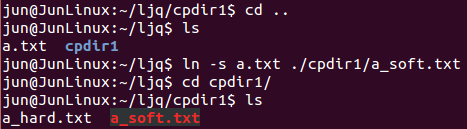 jun@JunLinux:~/ljq/cpdir1$ cd ..
jun@JunLinux:~/ljq$ ls
a.txt  cpdir1
jun@JunLinux:~/ljq$ ln -s a.txt ./cpdir1/a_soft.txt
jun@JunLinux:~/ljq$ cd cpdir1/
jun@JunLinux:~/ljq/cpdir1$ ls
a_hard.txt  a_soft.txt